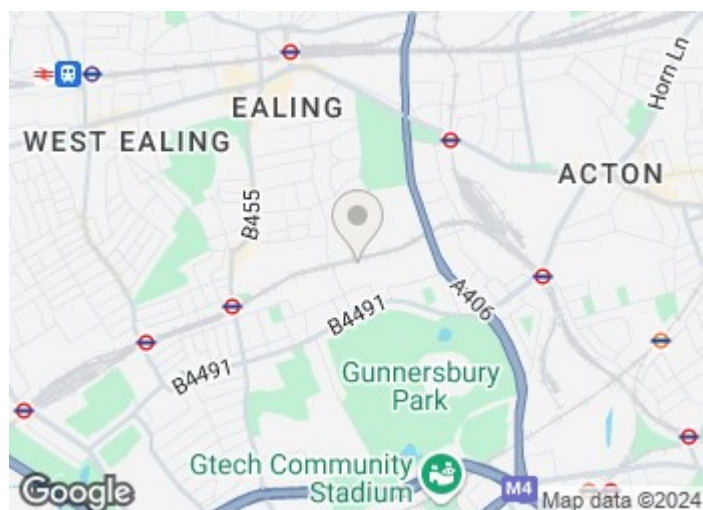 Horn Ln
EALING
WEST EALING
ACTON
B455
A406
B4491
B4491
Gunnersbury
Park
Gtech Community
Stadium
M4
Google
Map data ©2024